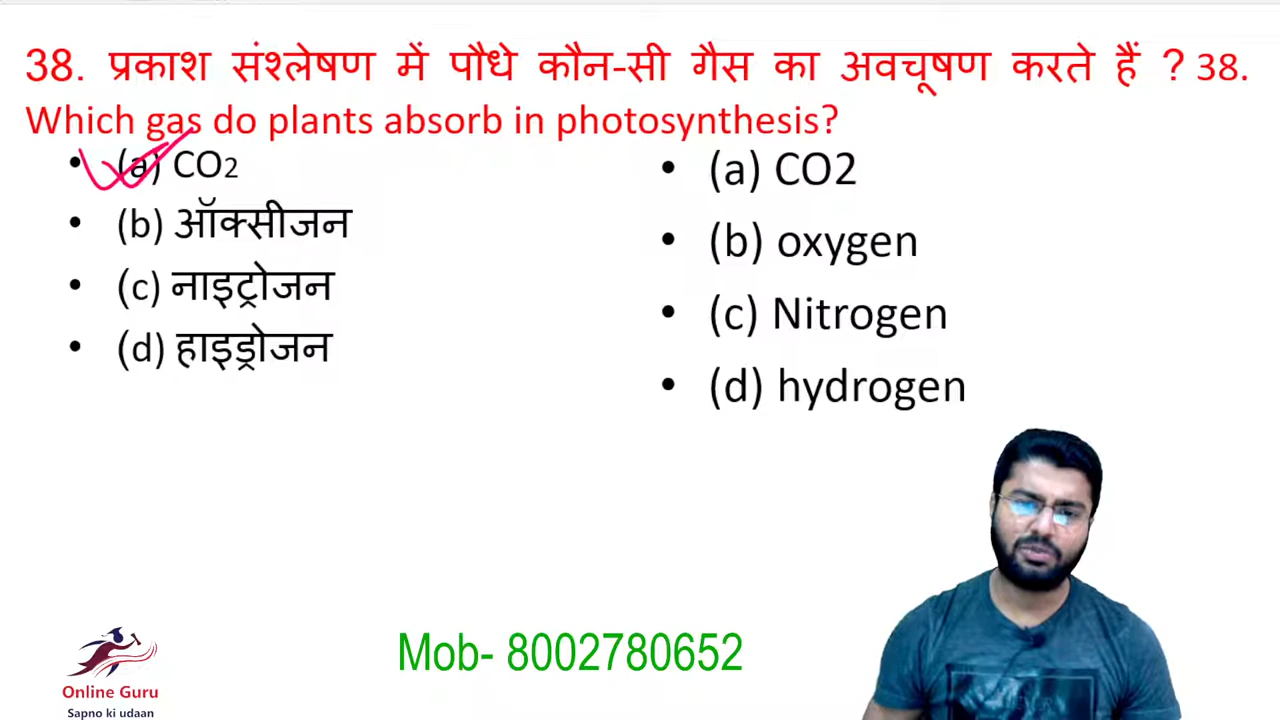 38. प्रकाश संश्लेषण में पौधे कौन-सी गैस का अवचूषण करते हैं ? 38.
Which gas do plants absorb in photosynthesis?
• (a) CO2
• (b) ऑक्सीजन
• (c) नाइट्रोजन
• (d) हाइड्रोजन
• (a) CO2
• (b) oxygen
• (c) Nitrogen
• (d) hydrogen
Mob- 8002780652
Online Guru
Sapno ki udaan